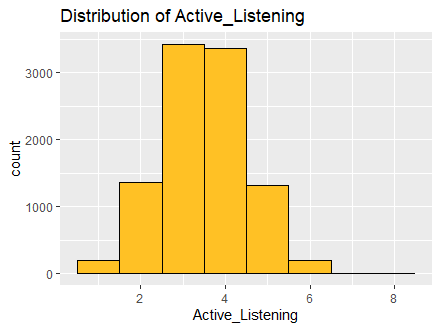 Distribution of Active_Listening
3000
2000
1000
0
count
2 4 6 8
Active_Listening